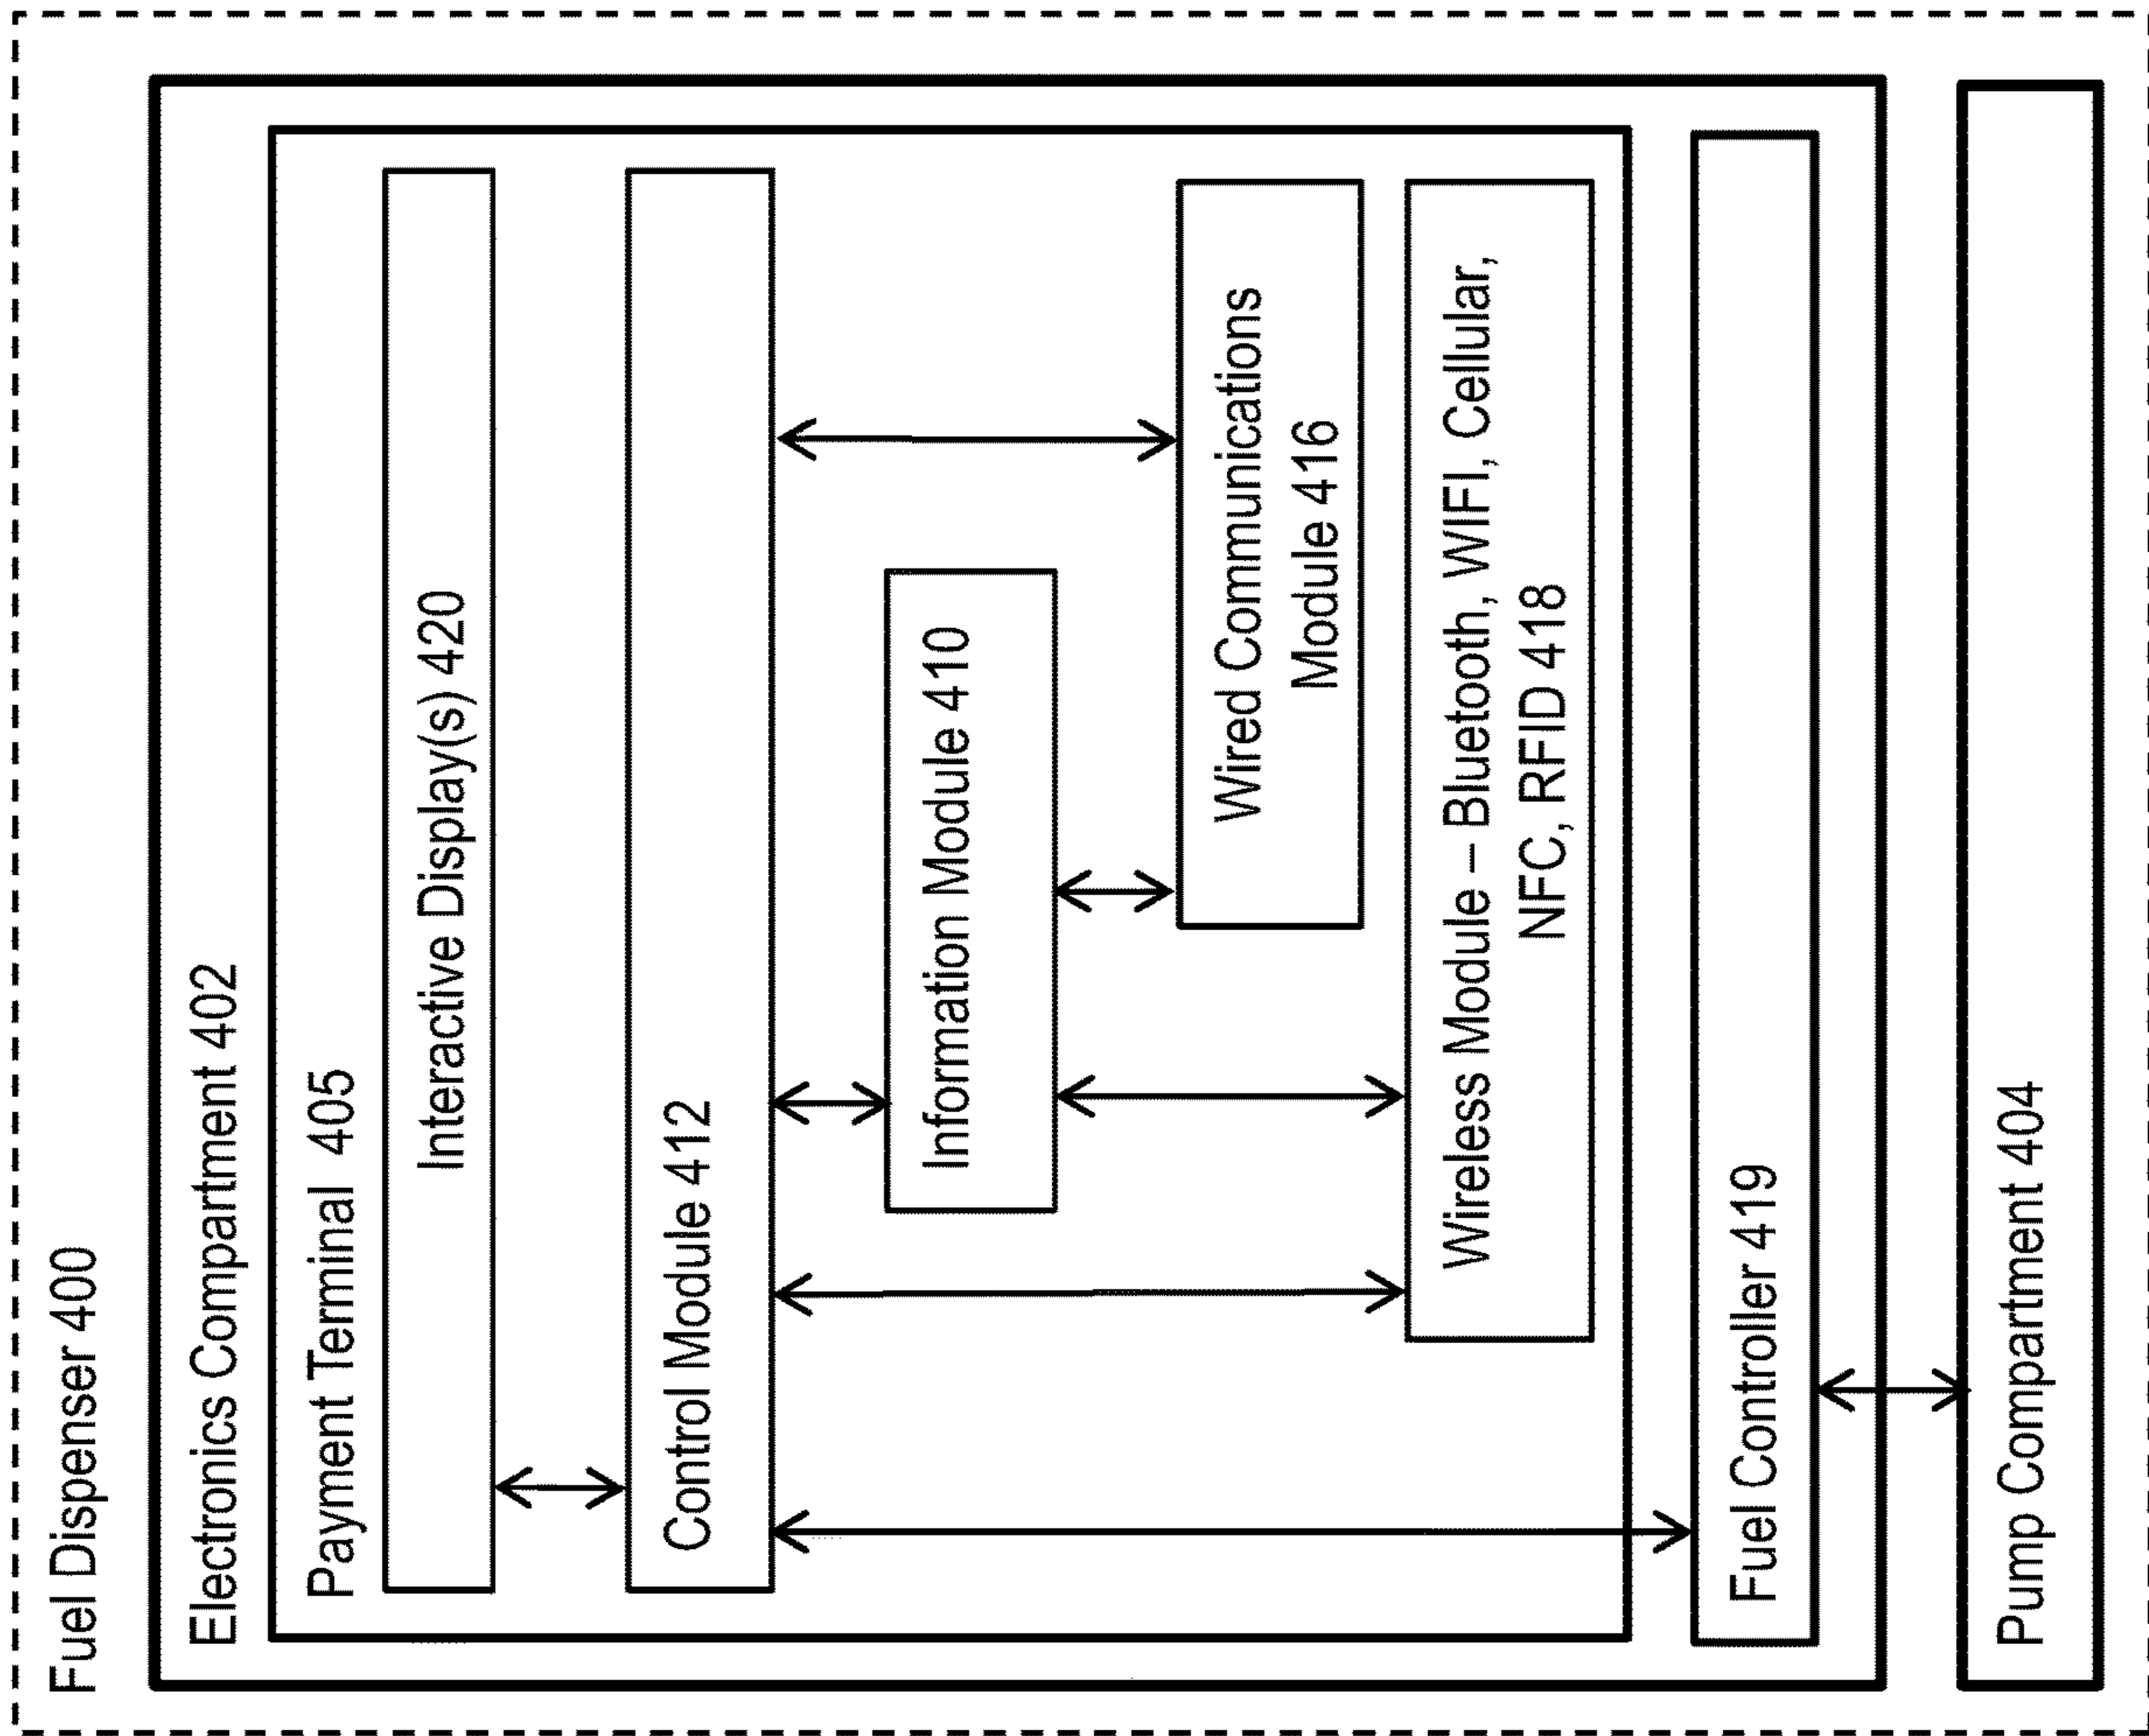 Fuel Dispenser 400
Electronics Compartment 402
Payment Terminal 405
Interactive Display(s) 420
Control Module 412
Information Module 410
Wired Communications
Module 416
Wireless Module – Bluetooth, WIFI, Cellular,
NFC, RFID 418
Fuel Controller 419
Pump Compartment 404